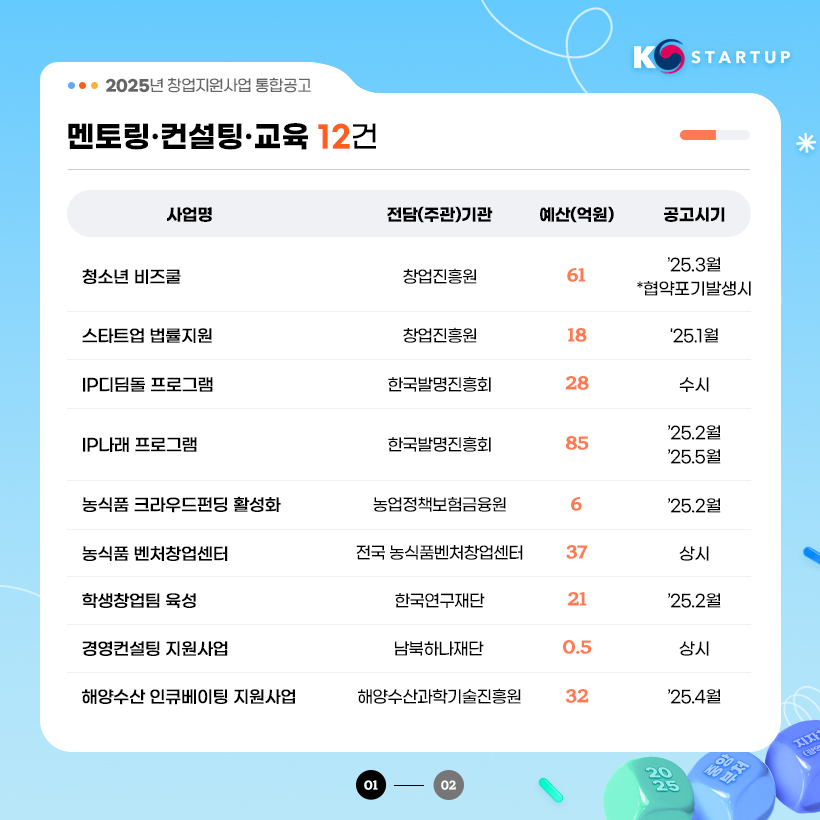 K STARTUP
2025년 창업지원사업 통합공고
멘토링·컨설팅·교육 12건
사업명 전담(주관)기관 예산(억원) 공고시기
청소년 비즈쿨 창업진흥원 61 ’25.3월
*협약포기발생시
스타트업 법률지원 창업진흥원 18 ‘25.1월
IP디딤돌 프로그램 한국발명진흥회 28 수시
IP나래 프로그램 한국발명진흥회 85 ’25.2월
’25.5월
농식품 크라우드펀딩 활성화 농업정책보험금융원 6 ’25.2월
농식품 벤처창업센터 전국 농식품벤처창업센터 37 상시
학생창업팀 육성 한국연구재단 21 ’25.2월
경영컨설팅 지원사업 남북하나재단 0.5 상시
해양수산 인큐베이팅 지원사업 해양수산과학기술진흥원 32 ’25.4월
01 02
20
25